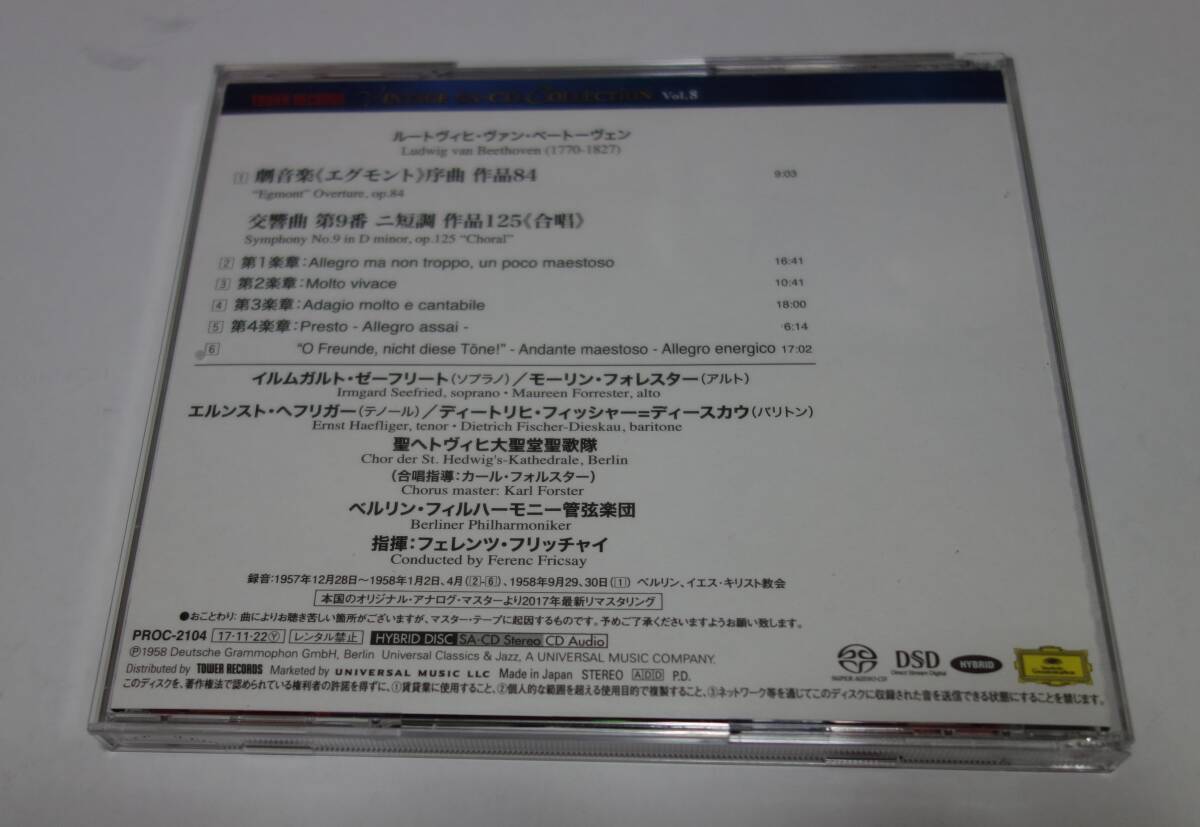 TOWER RECORDS VINTAGE SA-CD COLLECTION Vol.8
ルートヴィヒ・ヴァン・ベートーヴェン
Ludwig van Beethoven (1770-1827)
1 劇音楽《エグモント》序曲 作品84 9:03
"Egmont" Overture, op.84
交響曲 第9番 ニ短調 作品125《合唱》
Symphony No.9 in D minor, op.125 "Choral"
2 第1楽章：Allegro ma non troppo, un poco maestoso 16:41
3 第2楽章：Molto vivace 10:41
4 第3楽章：Adagio molto e cantabile 18:00
5 第4楽章：Presto - Allegro assai - 6:14
6 "O Freunde, nicht diese Töne!" - Andante maestoso - Allegro energico 17:02
イルムガルト・ゼーフリート（ソプラノ）／モーリン・フォレスター（アルト）
Irmgard Seefried, soprano・Maureen Forrester, alto
エルンスト・ヘフリガー（テノール）／ディートリヒ・フィッシャー＝ディースカウ（バリトン）
Ernst Haefliger, tenor・Dietrich Fischer-Dieskau, baritone
聖ヘトヴィヒ大聖堂聖歌隊
Chor der St. Hedwig's-Kathedrale, Berlin
（合唱指導：カール・フォルスター）
Chorus master: Karl Forster
ベルリン・フィルハーモニー管弦楽団
Berliner Philharmoniker
指揮：フェレンツ・フリッチャイ
Conducted by Ferenc Fricsay
録音：1957年12月28日～1958年1月2日、4月（2-6）、1958年9月29、30日（1） ベルリン、イエス・キリスト教会
本国のオリジナル・アナログ・マスターより2017年最新リマスタリング
●おことわり：曲によりお聴き苦しい箇所がございますが、マスター・テープに起因するものです。予めご了承くださいますようお願い致します。
PROC-2104 17・11・22Ⓨ レンタル禁止 HYBRID DISC SA-CD Stereo CD Audio
Ⓟ1958 Deutsche Grammophon GmbH, Berlin Universal Classics & Jazz, A UNIVERSAL MUSIC COMPANY.
Distributed by TOWER RECORDS Marketed by UNIVERSAL MUSIC LLC Made in Japan STEREO ADD P.D.
このディスクを、著作権法で認められている権利者の許諾を得ずに、①賃貸業に使用すること、②個人的な範囲を超える使用目的で複製すること、③ネットワーク等を通じてこのディスクに収録された音を送信できる状態にすることを禁じます。
SUPER AUDIO CD DSD Direct Stream Digital HYBRID Deutsche Grammophon